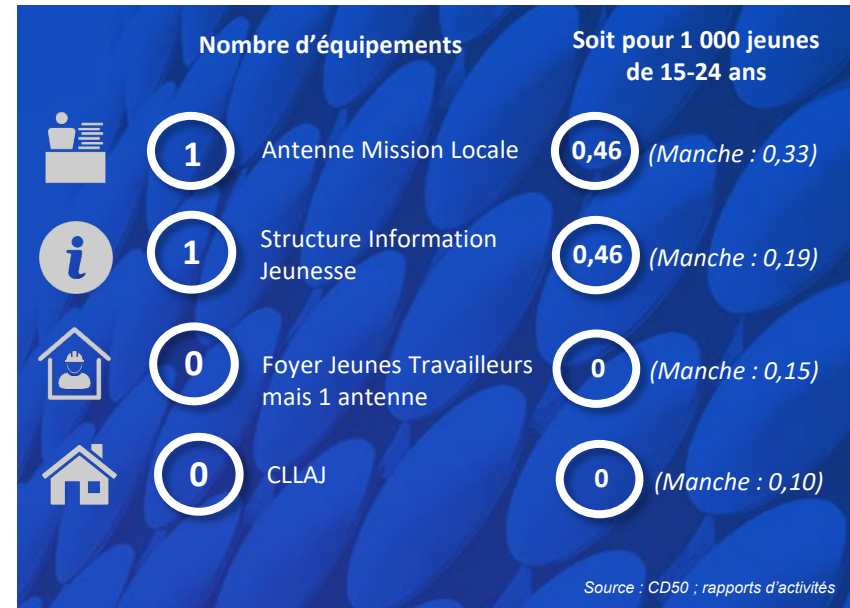 Nombre d'équipements
Soit pour 1 000 jeunes
de 15-24 ans
1 Antenne Mission Locale 0,46 (Manche : 0,33)
i 1 Structure Information
Jeunesse 0,46 (Manche : 0,19)
0 Foyer Jeunes Travailleurs
mais 1 antenne 0 (Manche : 0,15)
0 CLLAJ 0 (Manche : 0,10)
Source : CD50 ; rapports d'activités